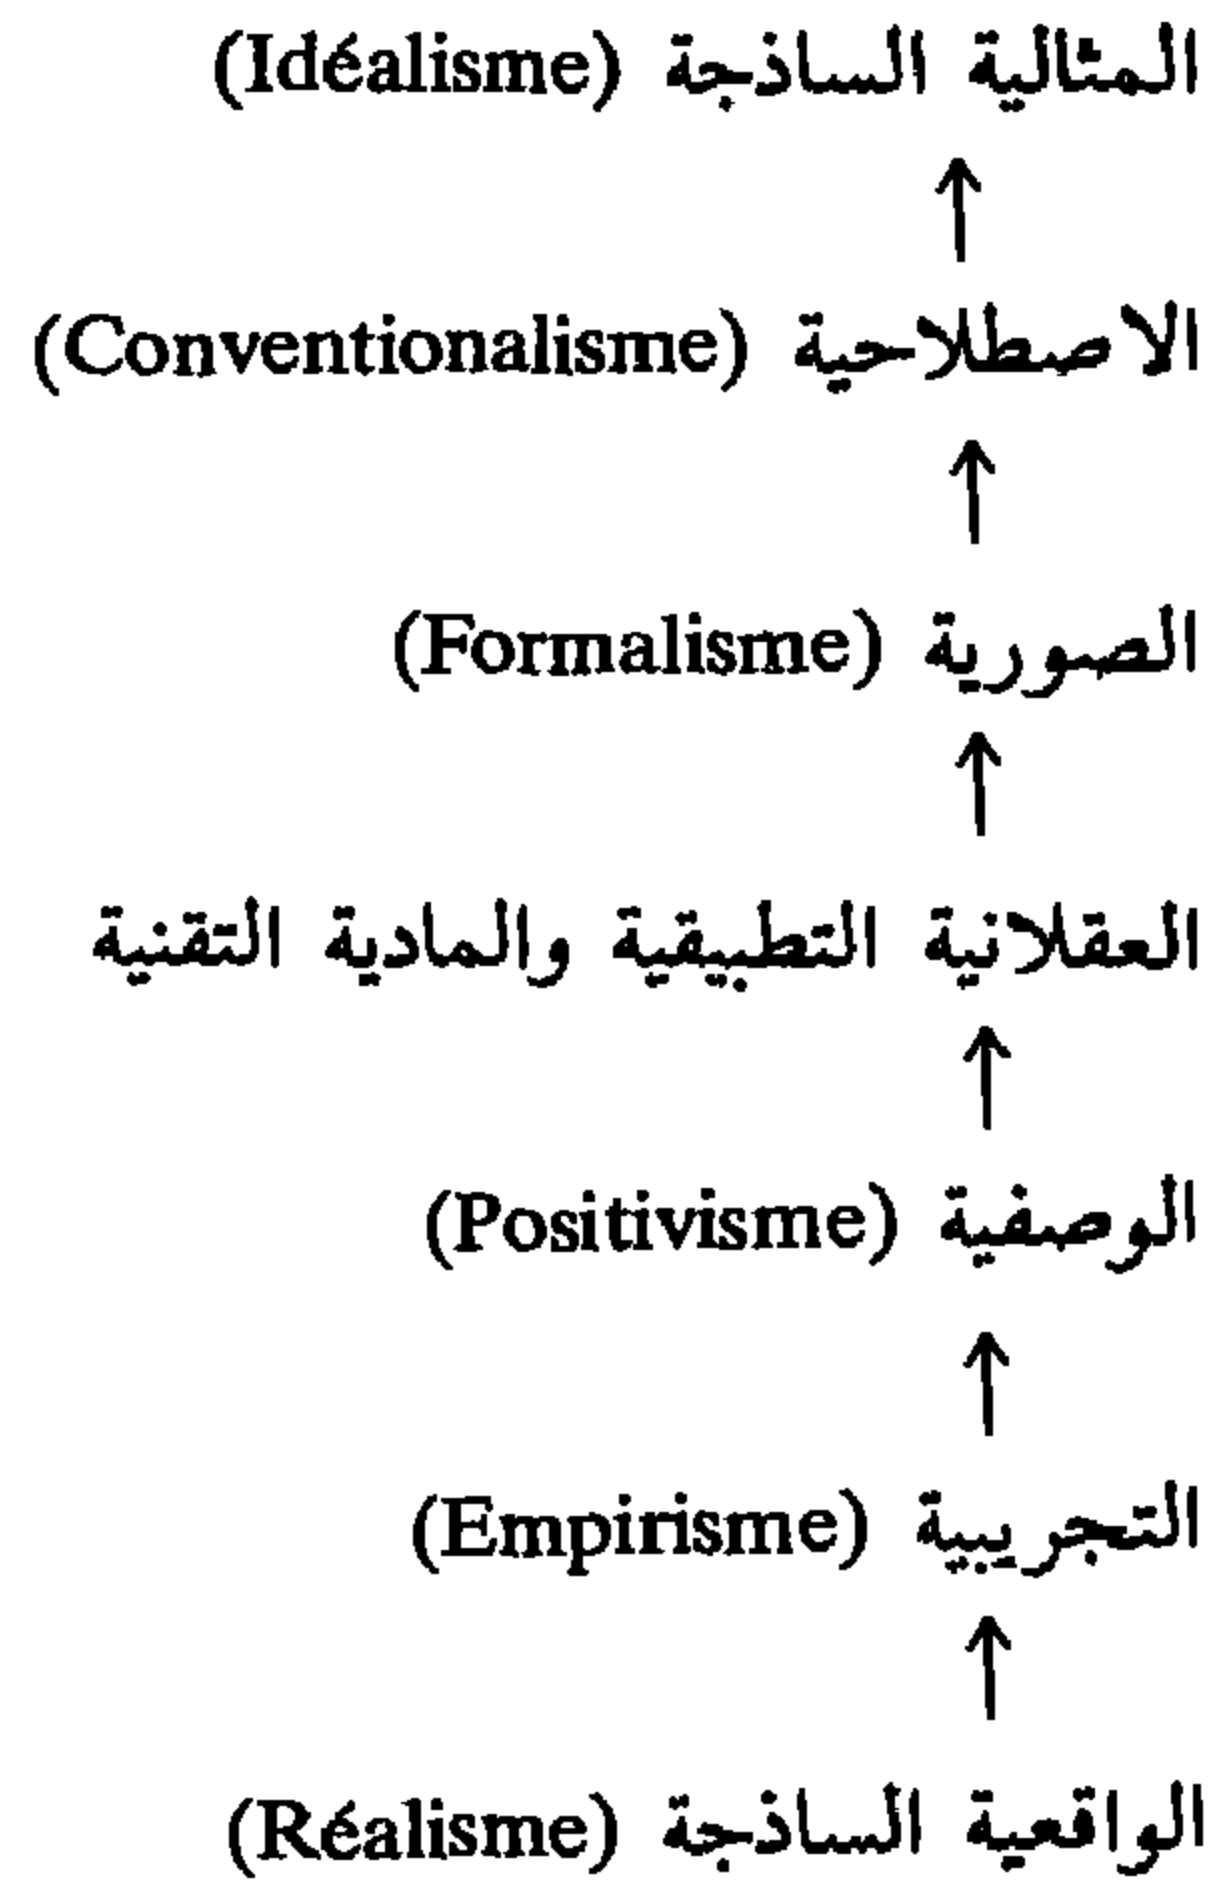 المثالية الساذجة (Idéalisme)
↑
الاصطلاحية (Conventionalisme)
↑
الصورية (Formalisme)
↑
العقلانية التطبيقية والمادية التقنية
↑
الوصفية (Positivisme)
↑
التجريبية (Empirisme)
↑
الواقعية الساذجة (Réalisme)